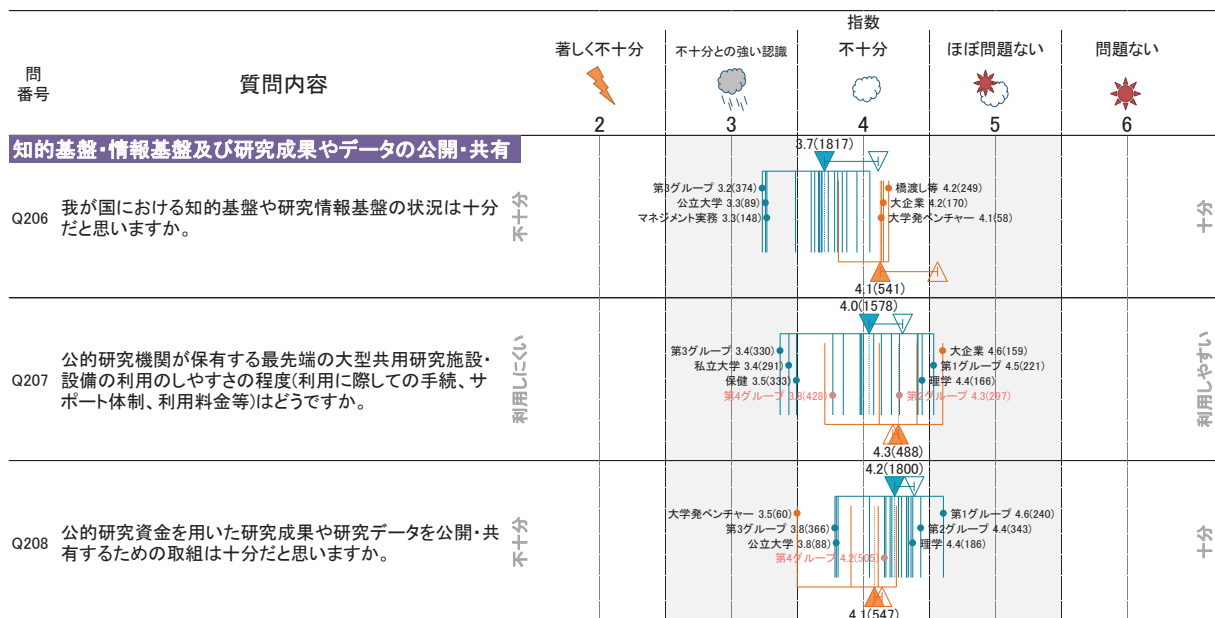 指数
著しく不十分
不十分との強い認識
不十分
ほぼ問題ない
問題ない
問
番号
質問内容
2
3
4
5
6
知的基盤・情報基盤及び研究成果やデータの公開・共有
3.7(1817)
第3グループ 3.2(374)
公立大学 3.3(89)
マネジメント実務 3.3(148)
橋渡し等 4.2(249)
大企業 4.2(170)
大学発ベンチャー 4.1(58)
Q206
我が国における知的基盤や研究情報基盤の状況は十分
だと思いますか。
不十分
十分
4.1(541)
4.0(1578)
第3グループ 3.4(330)
私立大学 3.4(291)
保健 3.5(333)
第4グループ 3.8(428)
大企業 4.6(159)
第1グループ 4.5(221)
理学 4.4(166)
第2グループ 4.3(297)
Q207
公的研究機関が保有する最先端の大型共用研究施設・
設備の利用のしやすさの程度(利用に際しての手続、サ
ポート体制、利用料金等)はどうですか。
利用しにくい
利用しやすい
4.3(488)
4.2(1800)
大学発ベンチャー 3.5(60)
第3グループ 3.8(366)
公立大学 3.8(88)
第4グループ 4.2(505)
第1グループ 4.6(240)
第2グループ 4.4(343)
理学 4.4(186)
Q208
公的研究資金を用いた研究成果や研究データを公開・共
有するための取組は十分だと思いますか。
不十分
十分
4.1(547)